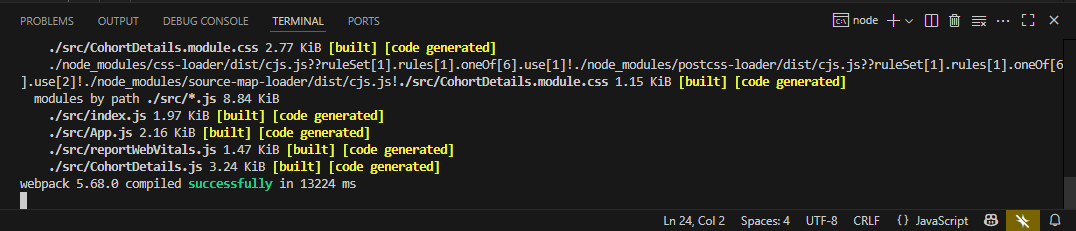 PROBLEMS OUTPUT DEBUG CONSOLE TERMINAL PORTS node
./src/CohortDetails.module.css 2.77 KiB [built] [code generated]
./node_modules/css-loader/dist/cjs.js??ruleSet[1].rules[1].oneOf[6].use[1]!./node_modules/postcss-loader/dist/cjs.js??ruleSet[1].rules[1].oneOf[6
].use[2]!./node_modules/source-map-loader/dist/cjs.js!./src/CohortDetails.module.css 1.15 KiB [built] [code generated]
modules by path ./src/*.js 8.84 KiB
./src/index.js 1.97 KiB [built] [code generated]
./src/App.js 2.16 KiB [built] [code generated]
./src/reportWebVitals.js 1.47 KiB [built] [code generated]
./src/CohortDetails.js 3.24 KiB [built] [code generated]
webpack 5.68.0 compiled successfully in 13224 ms
Ln 24, Col 2 Spaces: 4 UTF-8 CRLF {} JavaScript